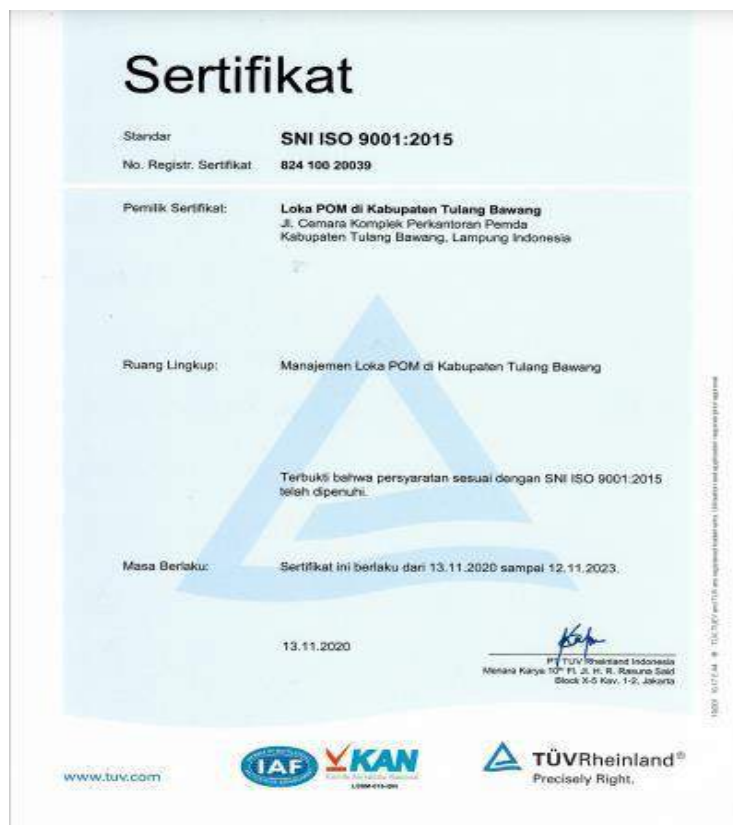 Sertifikat
Standar SNI ISO 9001:2015
No. Registr. Sertifikat 824 100 20039
Pemilik Sertifikat: Loka POM di Kabupaten Tulang Bawang
Jl. Cemara Komplek Perkantoran Pemda
Kabupaten Tulang Bawang, Lampung Indonesia
Ruang Lingkup: Manajemen Loka POM di Kabupaten Tulang Bawang
Terbukti bahwa persyaratan sesuai dengan SNI ISO 9001:2015
telah dipenuhi.
Masa Berlaku: Sertifikat ini berlaku dari 13.11.2020 sampai 12.11.2023.
13.11.2020
PT TUV Rheinland Indonesia
Menara Karya 10th Fl. Jl. H. R. Rasuna Said
Block X-5 Kav. 1-2, Jakarta
www.tuv.com
IAF
KAN
Komite Akreditasi Nasional
TÜVRheinland®
Precisely Right.